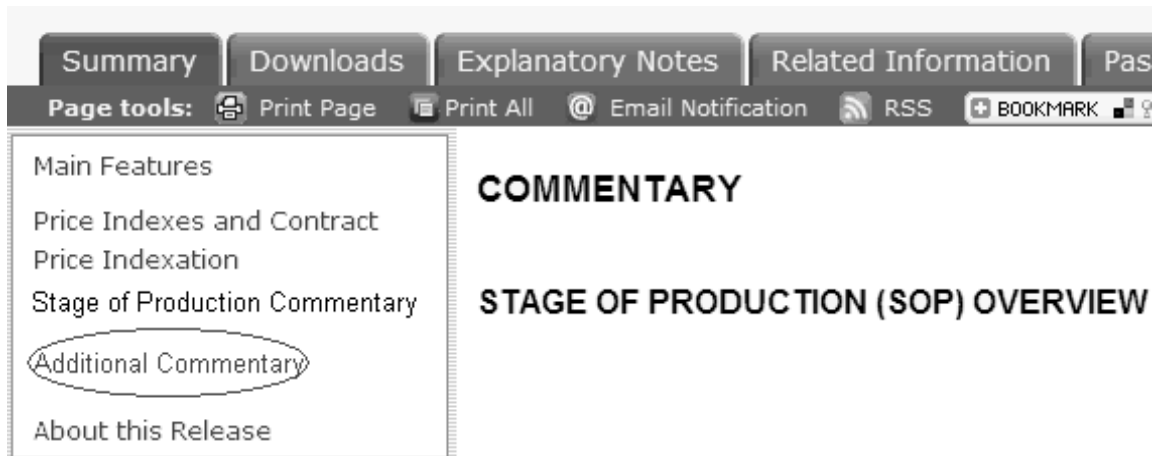 Summary Downloads Explanatory Notes Related Information Pas
Page tools: Print Page Print All Email Notification RSS BOOKMARK
Main Features
Price Indexes and Contract
Price Indexation
Stage of Production Commentary
Additional Commentary
About this Release
COMMENTARY
STAGE OF PRODUCTION (SOP) OVERVIEW